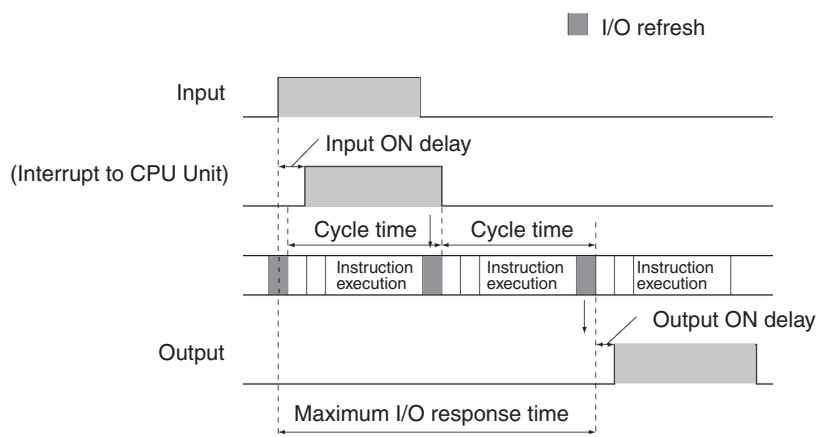 I/O refresh
Input
Input ON delay
(Interrupt to CPU Unit)
Cycle time
Cycle time
Instruction
execution
Instruction
execution
Instruction
execution
Output ON delay
Output
Maximum I/O response time